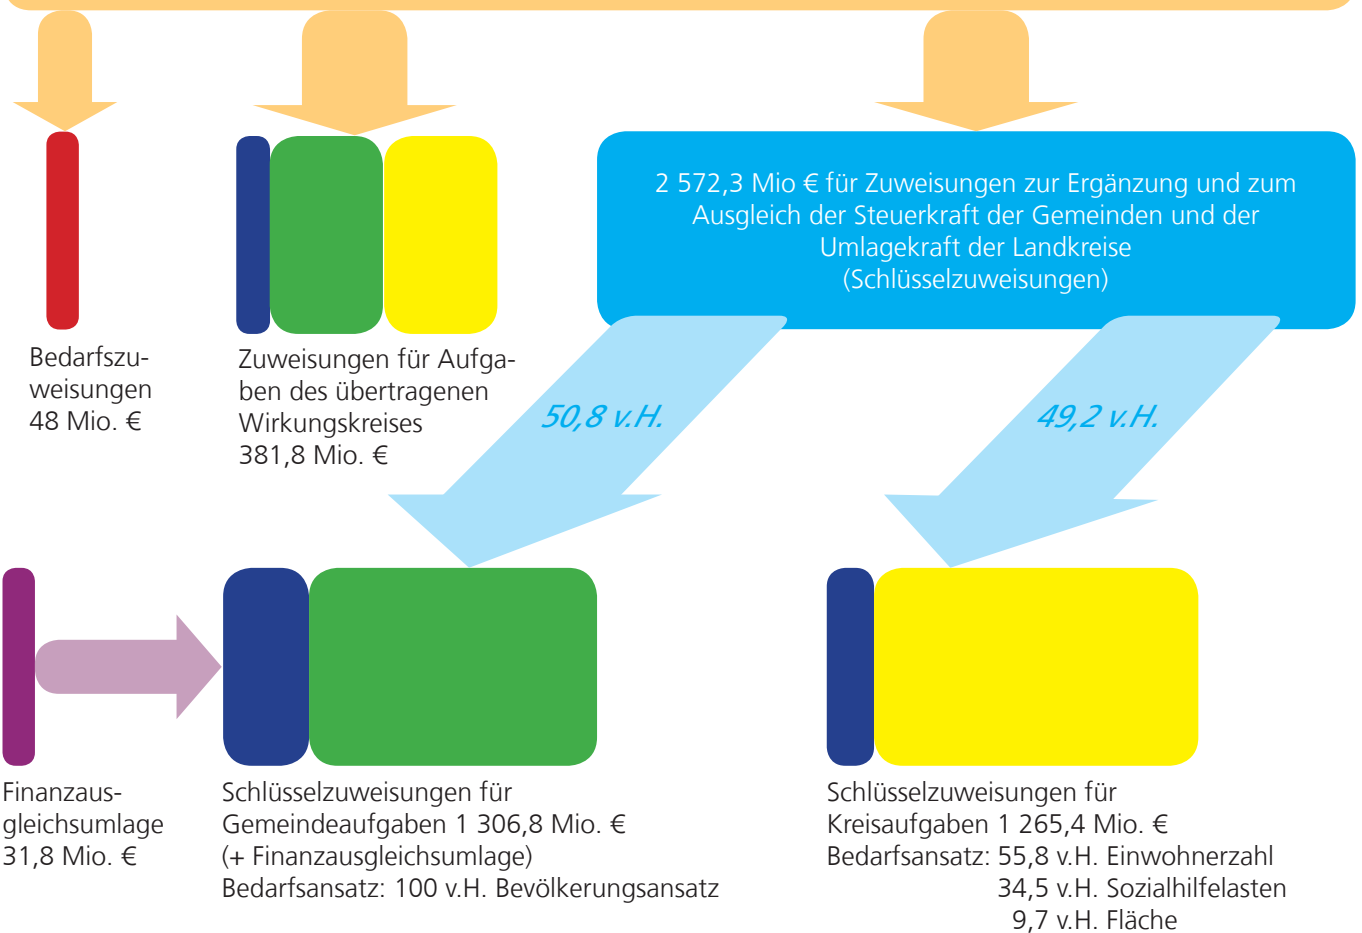 2 572,3 Mio € für Zuweisungen zur Ergänzung und zum
Ausgleich der Steuerkraft der Gemeinden und der
Umlagekraft der Landkreise
(Schlüsselzuweisungen)
Bedarfszu-
weisungen
48 Mio. €
Zuweisungen für Aufga-
ben des übertragenen
Wirkungskreises
381,8 Mio. €
50,8 v.H.
49,2 v.H.
Finanzaus-
gleichsumlage
31,8 Mio. €
Schlüsselzuweisungen für
Gemeindeaufgaben 1 306,8 Mio. €
(+ Finanzausgleichsumlage)
Bedarfsansatz: 100 v.H. Bevölkerungsansatz
Schlüsselzuweisungen für
Kreisaufgaben 1 265,4 Mio. €
Bedarfsansatz: 55,8 v.H. Einwohnerzahl
34,5 v.H. Sozialhilfelasten
9,7 v.H. Fläche